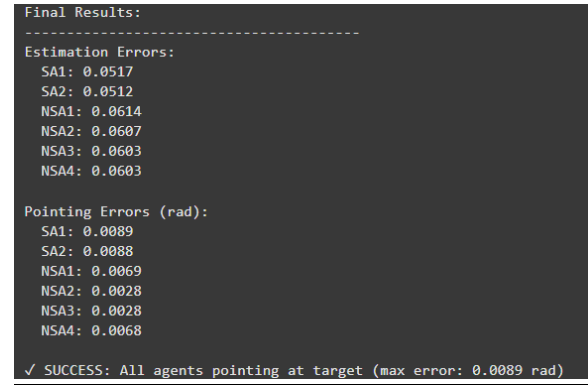 Final Results:
----------------------------------------
Estimation Errors:
SA1: 0.0517
SA2: 0.0512
NSA1: 0.0614
NSA2: 0.0607
NSA3: 0.0603
NSA4: 0.0603
Pointing Errors (rad):
SA1: 0.0089
SA2: 0.0088
NSA1: 0.0069
NSA2: 0.0028
NSA3: 0.0028
NSA4: 0.0068
✓ SUCCESS: All agents pointing at target (max error: 0.0089 rad)